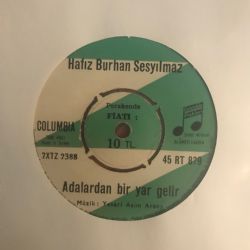 Hafız Burhan Sesyılmaz
Perakende
FİATI :
10 TL.
COLUMBIA
7XTZ 2388
45 RT 829
Adalardan bir yar gelir
Müzik: Yesari Asım Arsoy